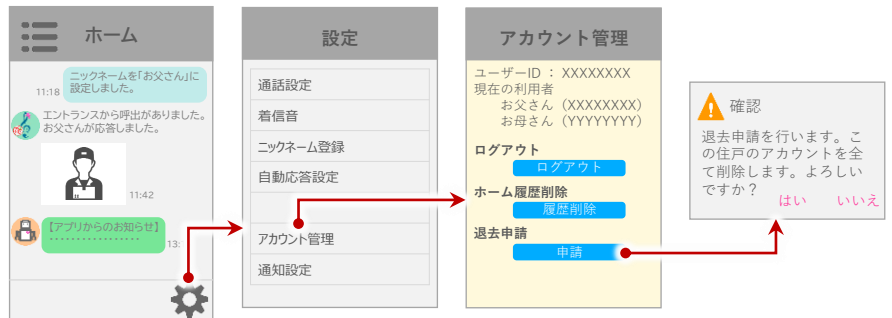 ホーム
ニックネームを「お父さん」に
設定しました。
11:18
エントランスから呼出がありました。
お父さんが応答しました。
11:42
【アプリからのお知らせ】
・・・・・・・・・・・・・・・・・
13:
設定
通話設定
着信音
ニックネーム登録
自動応答設定
アカウント管理
通知設定
アカウント管理
ユーザーID ： XXXXXXXX
現在の利用者
お父さん（XXXXXXXX）
お母さん（YYYYYYYY）
ログアウト
ログアウト
ホーム履歴削除
履歴削除
退去申請
申請
確認
退去申請を行います。こ
の住戸のアカウントを全
て削除します。よろしい
ですか？
はい いいえ